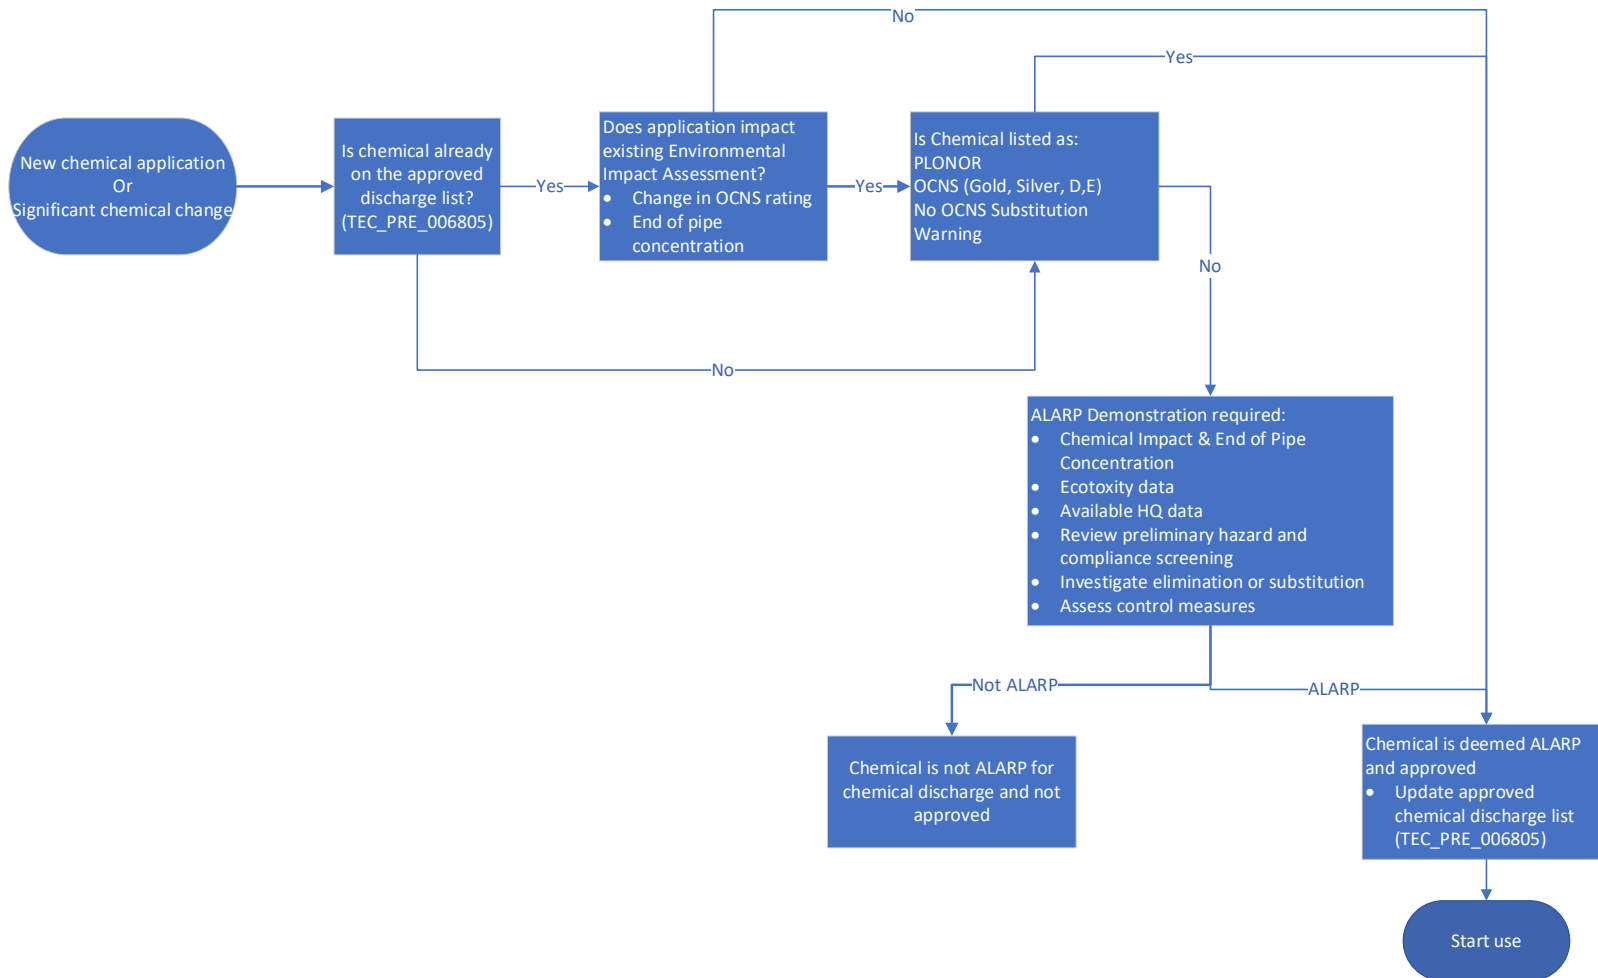 No
Yes
New chemical application
Or
Significant chemical change
Is chemical already
on the approved
discharge list?
(TEC_PRE_006805)
Yes
Does application impact
existing Environmental
Impact Assessment?
• Change in OCNS rating
• End of pipe
concentration
Yes
Is Chemical listed as:
PLONOR
OCNS (Gold, Silver, D,E)
No OCNS Substitution
Warning
No
No
ALARP Demonstration required:
• Chemical Impact & End of Pipe
Concentration
• Ecotoxity data
• Available HQ data
• Review preliminary hazard and
compliance screening
• Investigate elimination or substitution
• Assess control measures
Not ALARP
ALARP
Chemical is not ALARP for
chemical discharge and not
approved
Chemical is deemed ALARP
and approved
• Update approved
chemical discharge list
(TEC_PRE_006805)
Start use